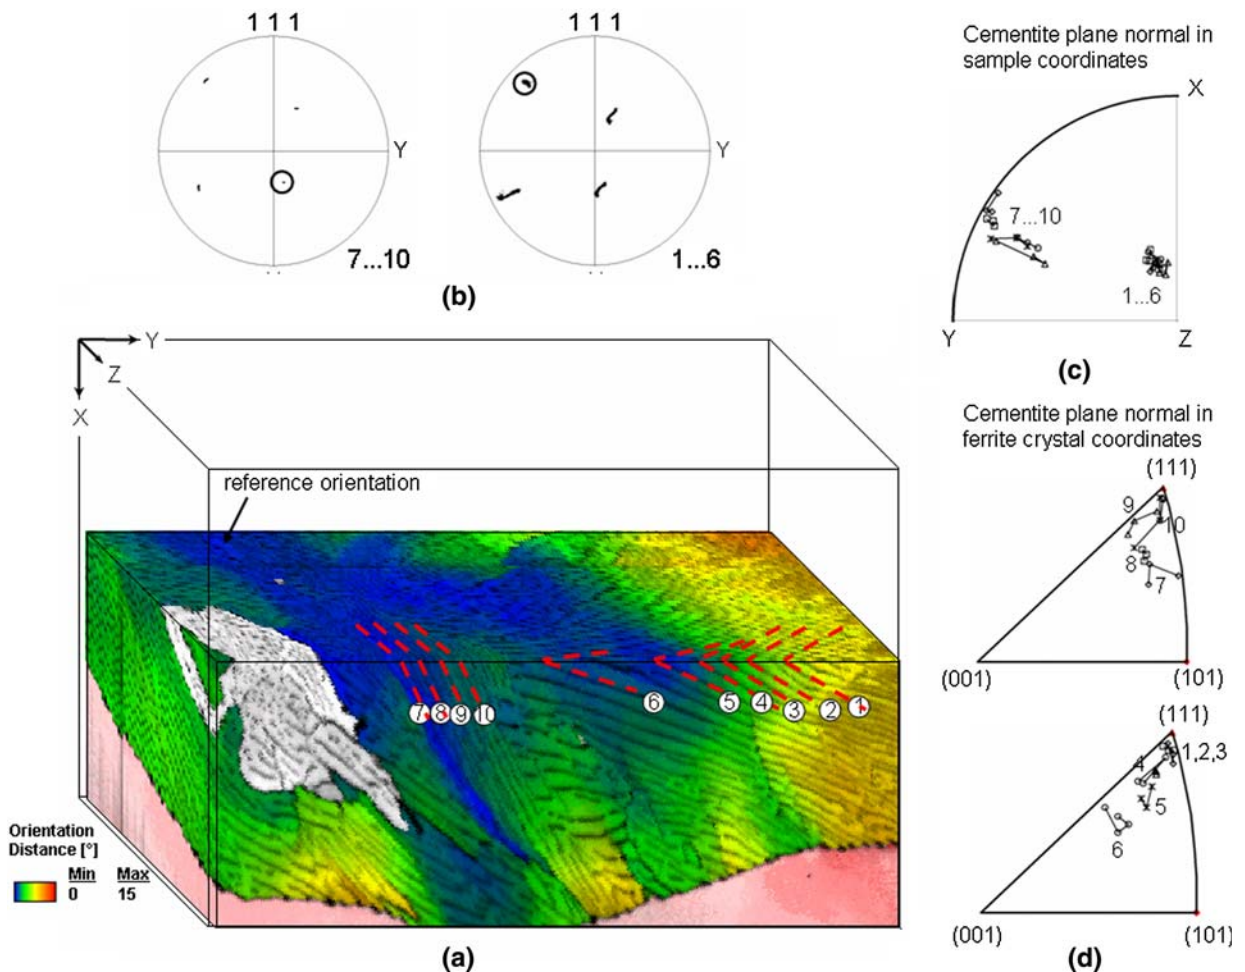 1 1 1
Y
7...10
1 1 1
Y
1...6
(b)
Cementite plane normal in
sample coordinates
X
7...10
1...6
Y
Z
(c)
Y
Z
X
reference orientation
7
8
9
10
6
5
4
3
2
1
Orientation
Distance [°]
Min
Max
0
15
(a)
Cementite plane normal in
ferrite crystal coordinates
(111)
9
10
8
7
(001)
(101)
(111)
4
1,2,3
5
6
(001)
(101)
(d)